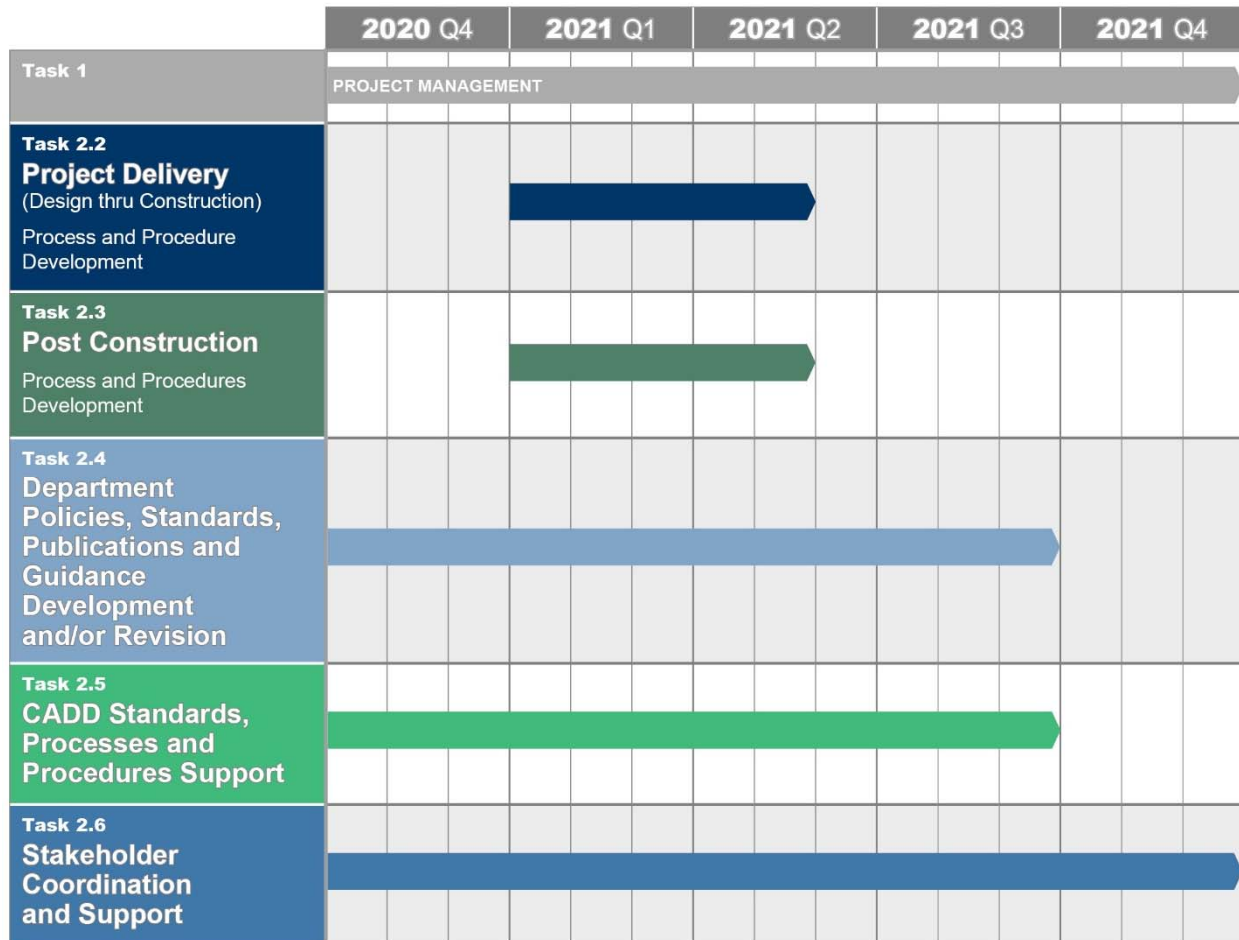 2020 Q4 2021 Q1 2021 Q2 2021 Q3 2021 Q4
Task 1
PROJECT MANAGEMENT
Task 2.2
Project Delivery
(Design thru Construction)
Process and Procedure
Development
Task 2.3
Post Construction
Process and Procedures
Development
Task 2.4
Department
Policies, Standards,
Publications and
Guidance
Development
and/or Revision
Task 2.5
CADD Standards,
Processes and
Procedures Support
Task 2.6
Stakeholder
Coordination
and Support